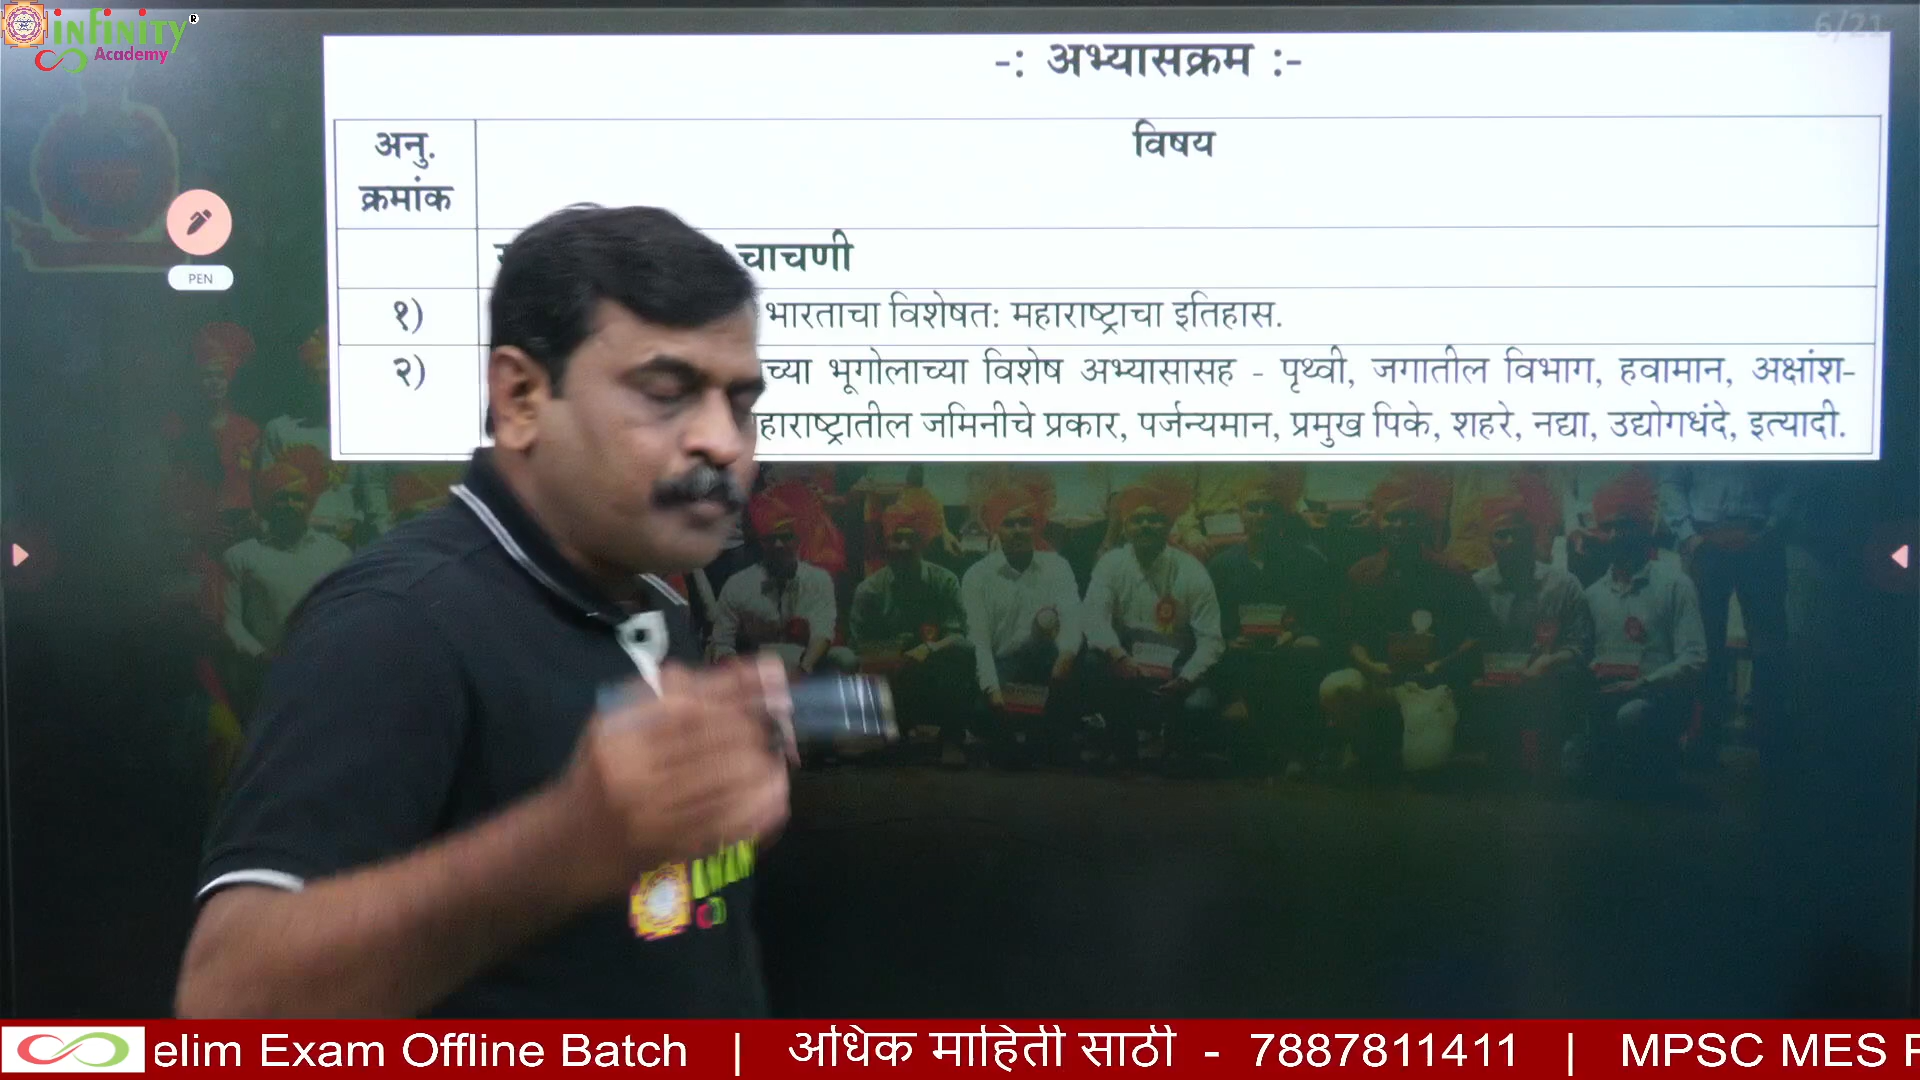 infinity ®
Academy
6/21
-: अभ्यासक्रम :-
अनु.
क्रमांक
विषय
चाचणी
१)
भारताचा विशेषत: महाराष्ट्राचा इतिहास.
२)
च्या भूगोलाच्या विशेष अभ्यासासह - पृथ्वी, जगातील विभाग, हवामान, अक्षांश-
हाराष्ट्रातील जमिनीचे प्रकार, पर्जन्यमान, प्रमुख पिके, शहरे, नद्या, उद्योगधंदे, इत्यादी.
PEN
elim Exam Offline Batch | अधिक माहिती साठी - 7887811411 | MPSC MES